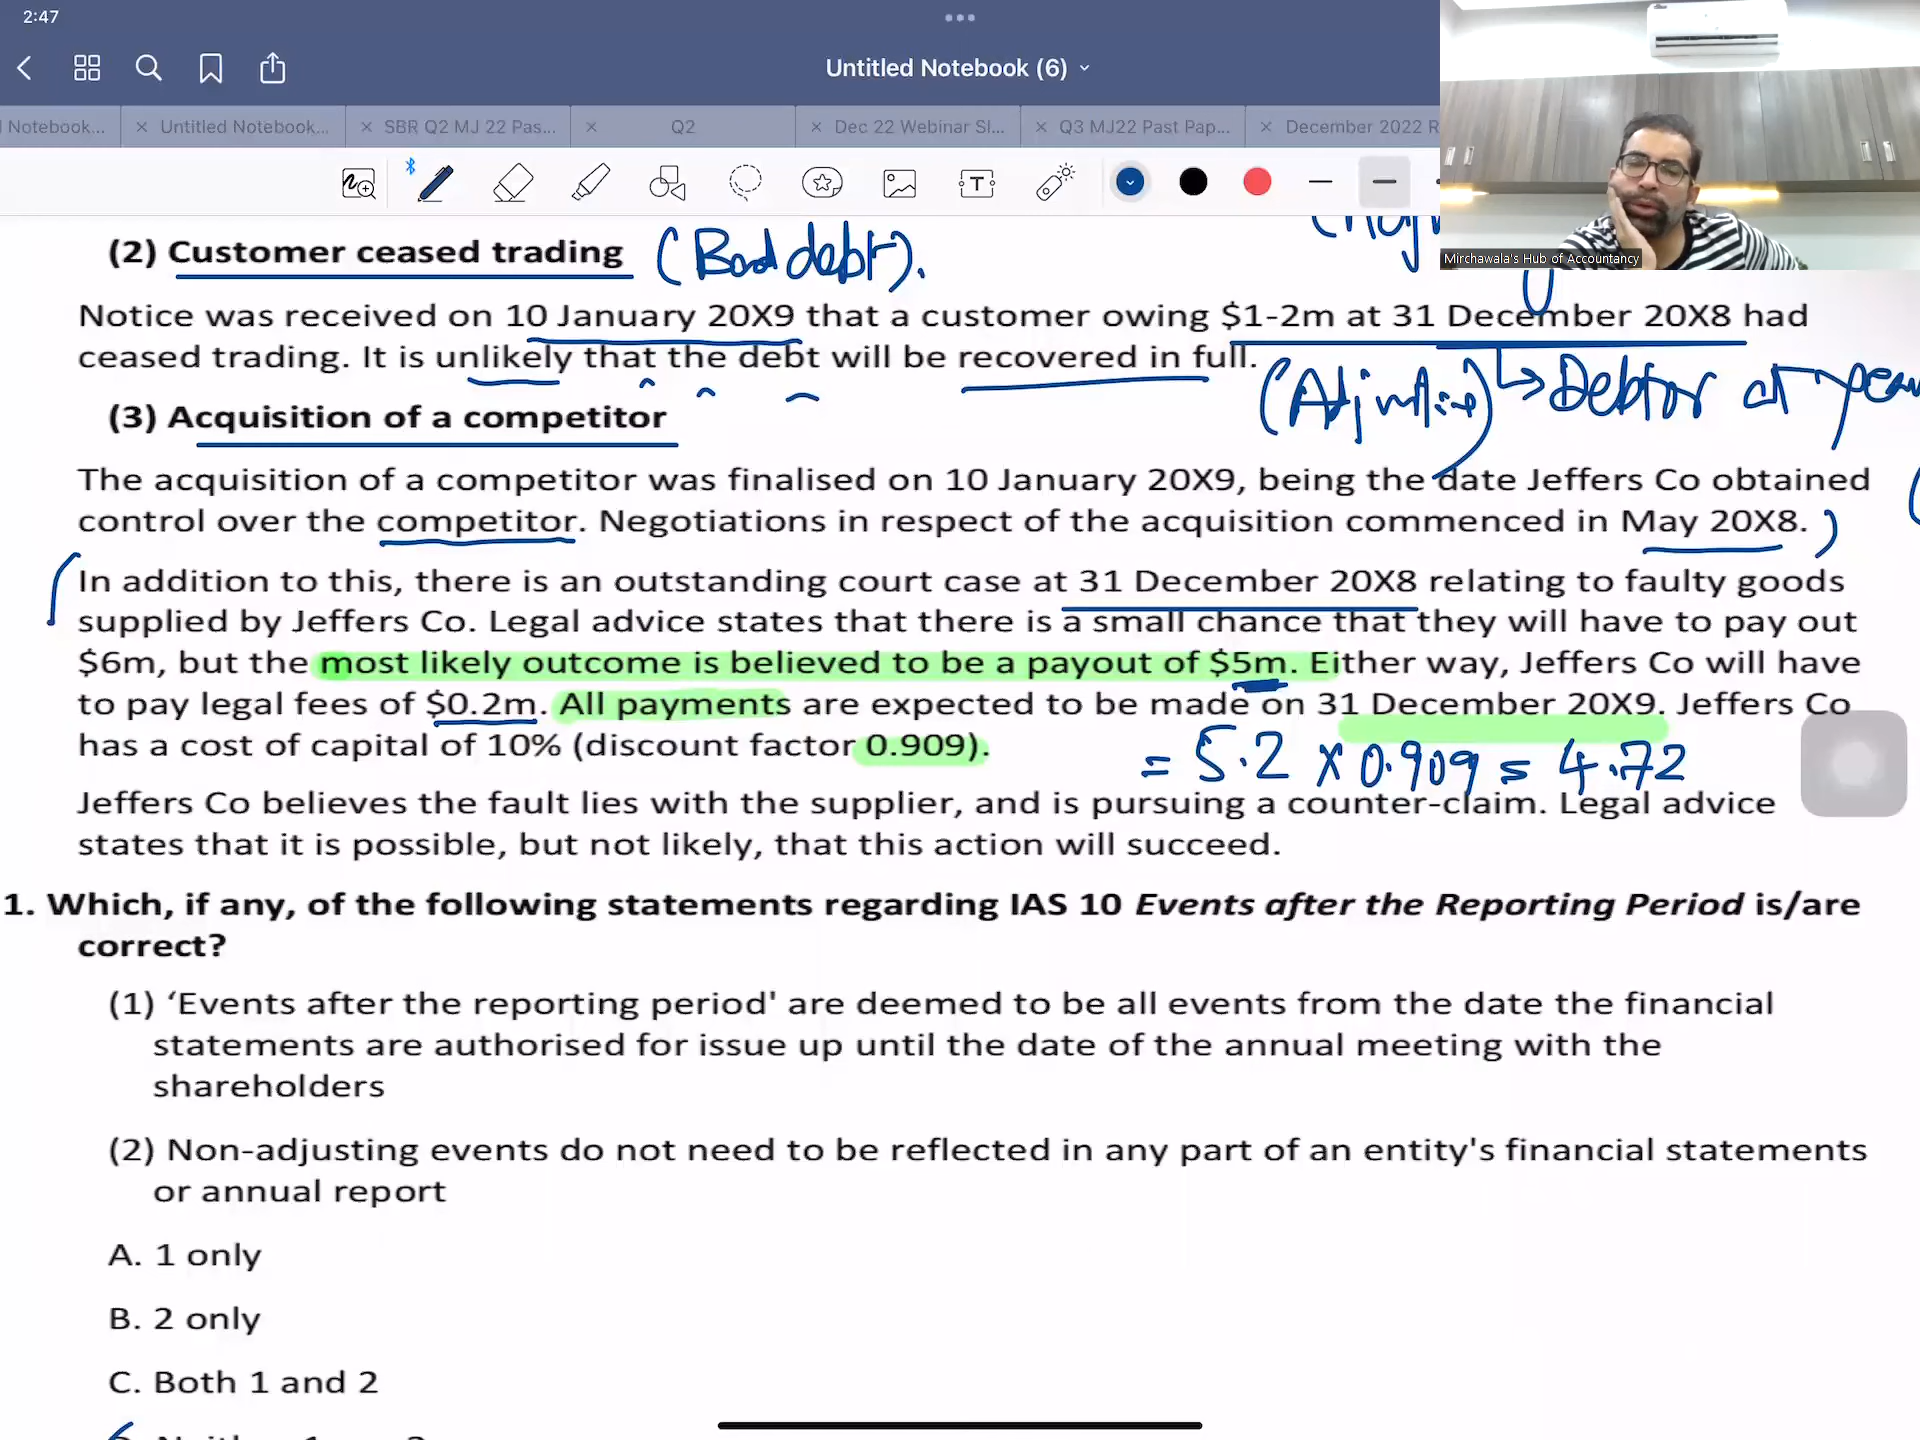 2:47
Untitled Notebook (6)
Notebook...
Untitled Notebook...
SBR Q2 MJ 22 Pas...
Q2
Dec 22 Webinar Sl...
Q3 MJ22 Past Pap...
December 2022 R
Mirchawala's Hub of Accountancy
(2) Customer ceased trading (Bad debt).
Notice was received on 10 January 20X9 that a customer owing $1-2m at 31 December 20X8 had
ceased trading. It is unlikely that the debt will be recovered in full.
→ Debtor at year
(3) Acquisition of a competitor
The acquisition of a competitor was finalised on 10 January 20X9, being the date Jeffers Co obtained
control over the competitor. Negotiations in respect of the acquisition commenced in May 20X8.
In addition to this, there is an outstanding court case at 31 December 20X8 relating to faulty goods
supplied by Jeffers Co. Legal advice states that there is a small chance that they will have to pay out
$6m, but the most likely outcome is believed to be a payout of $5m. Either way, Jeffers Co will have
to pay legal fees of $0.2m. All payments are expected to be made on 31 December 20X9. Jeffers Co
has a cost of capital of 10% (discount factor 0.909).
= 5.2 × 0.909 = 4.72
Jeffers Co believes the fault lies with the supplier, and is pursuing a counter-claim. Legal advice
states that it is possible, but not likely, that this action will succeed.
1. Which, if any, of the following statements regarding IAS 10 Events after the Reporting Period is/are
correct?
(1) ‘Events after the reporting period' are deemed to be all events from the date the financial
statements are authorised for issue up until the date of the annual meeting with the
shareholders
(2) Non-adjusting events do not need to be reflected in any part of an entity's financial statements
or annual report
A. 1 only
B. 2 only
C. Both 1 and 2